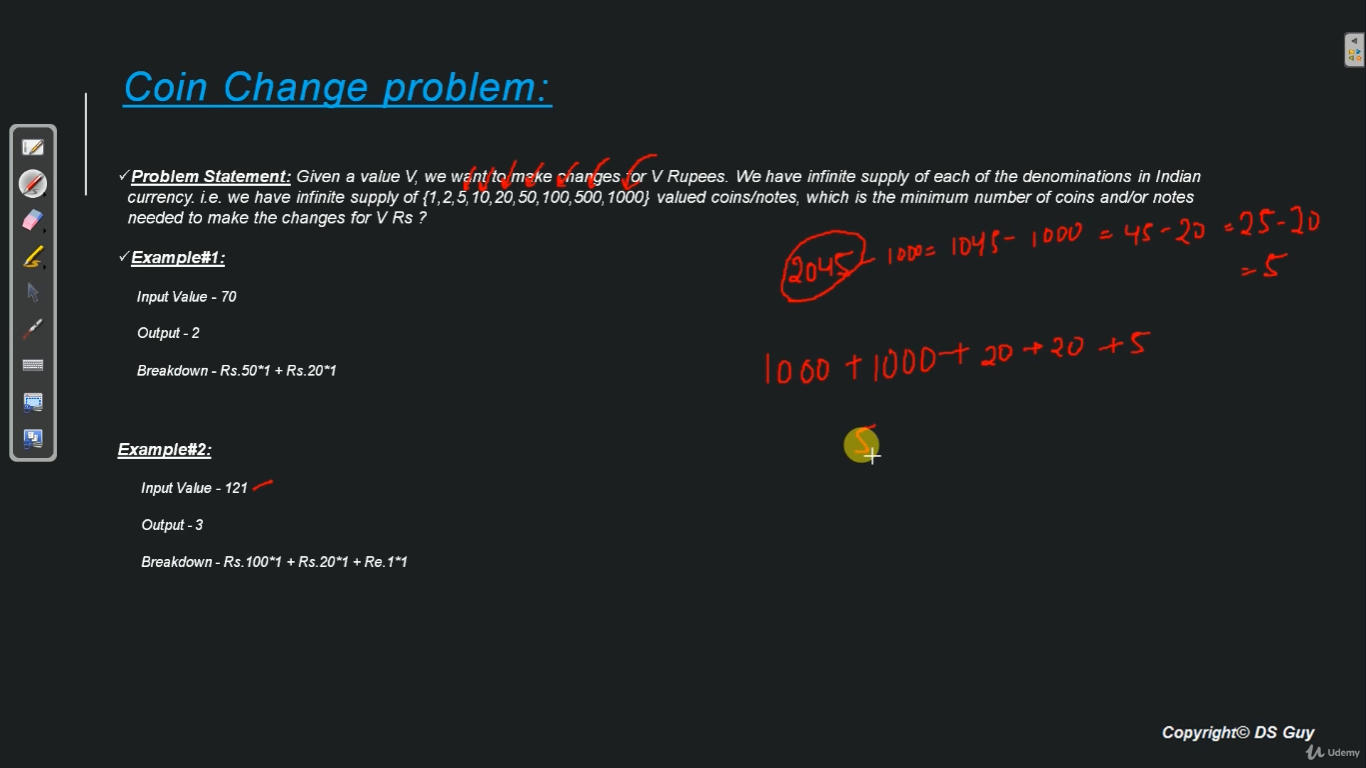 Coin Change problem:
✓Problem Statement: Given a value V, we want to make changes for V Rupees. We have infinite supply of each of the denominations in Indian
currency. i.e. we have infinite supply of {1,2,5,10,20,50,100,500,1000} valued coins/notes, which is the minimum number of coins and/or notes
needed to make the changes for V Rs ?
2045 - 1000 = 1045 - 1000 = 45 - 20 = 25 - 20
= 5
✓Example#1:
Input Value - 70
Output - 2
Breakdown - Rs.50*1 + Rs.20*1
1000 + 1000 + 20 + 20 + 5
5
Example#2:
Input Value - 121
Output - 3
Breakdown - Rs.100*1 + Rs.20*1 + Re.1*1
Copyright© DS Guy
Udemy